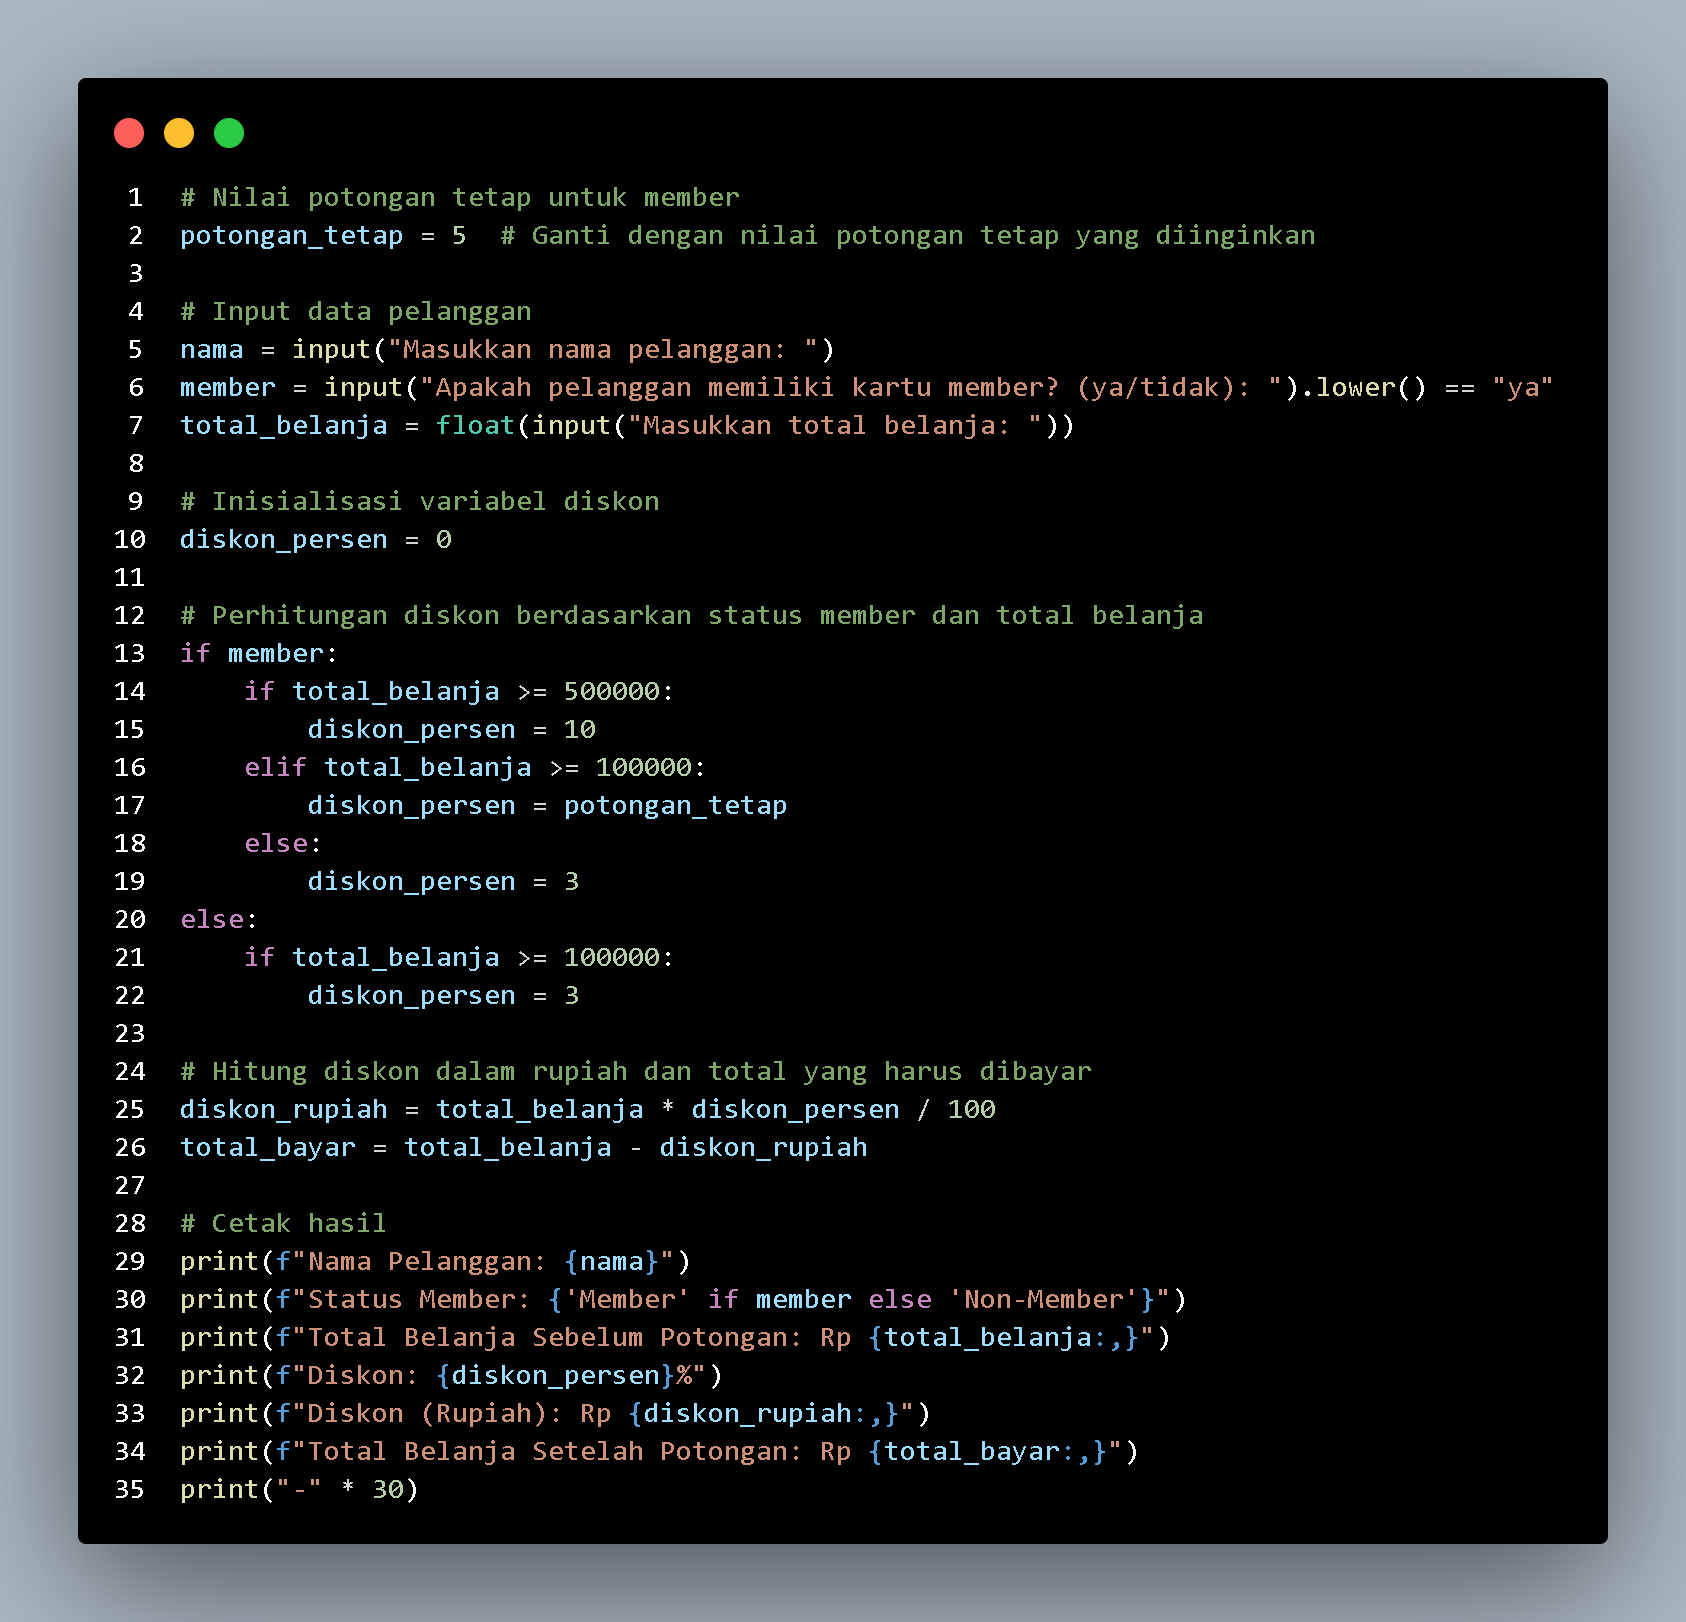 1 # Nilai potongan tetap untuk member
2 potongan_tetap = 5  # Ganti dengan nilai potongan tetap yang diinginkan
3
4 # Input data pelanggan
5 nama = input("Masukkan nama pelanggan: ")
6 member = input("Apakah pelanggan memiliki kartu member? (ya/tidak): ").lower() == "ya"
7 total_belanja = float(input("Masukkan total belanja: "))
8
9 # Inisialisasi variabel diskon
10 diskon_persen = 0
11
12 # Perhitungan diskon berdasarkan status member dan total belanja
13 if member:
14     if total_belanja >= 500000:
15         diskon_persen = 10
16     elif total_belanja >= 100000:
17         diskon_persen = potongan_tetap
18     else:
19         diskon_persen = 3
20 else:
21     if total_belanja >= 100000:
22         diskon_persen = 3
23
24 # Hitung diskon dalam rupiah dan total yang harus dibayar
25 diskon_rupiah = total_belanja * diskon_persen / 100
26 total_bayar = total_belanja - diskon_rupiah
27
28 # Cetak hasil
29 print(f"Nama Pelanggan: {nama}")
30 print(f"Status Member: {'Member' if member else 'Non-Member'}")
31 print(f"Total Belanja Sebelum Potongan: Rp {total_belanja:,}")
32 print(f"Diskon: {diskon_persen}%")
33 print(f"Diskon (Rupiah): Rp {diskon_rupiah:,}")
34 print(f"Total Belanja Setelah Potongan: Rp {total_bayar:,}")
35 print("-" * 30)